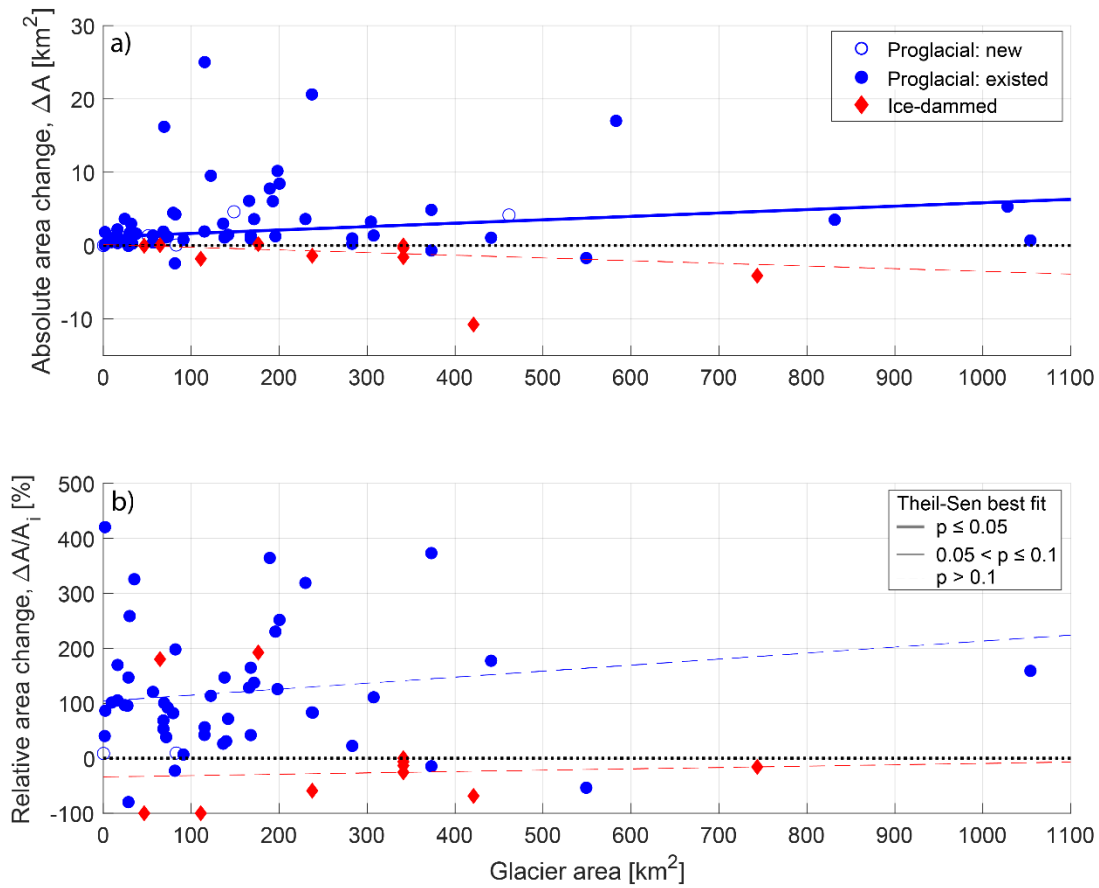 a)
Absolute area change, ΔA [km²]
30
20
10
0
-10
Proglacial: new
Proglacial: existed
Ice-dammed
0 100 200 300 400 500 600 700 800 900 1000 1100
b)
Relative area change, ΔA/A_i [%]
500
400
300
200
100
0
-100
Theil-Sen best fit
p ≤ 0.05
0.05 < p ≤ 0.1
p > 0.1
0 100 200 300 400 500 600 700 800 900 1000 1100
Glacier area [km²]